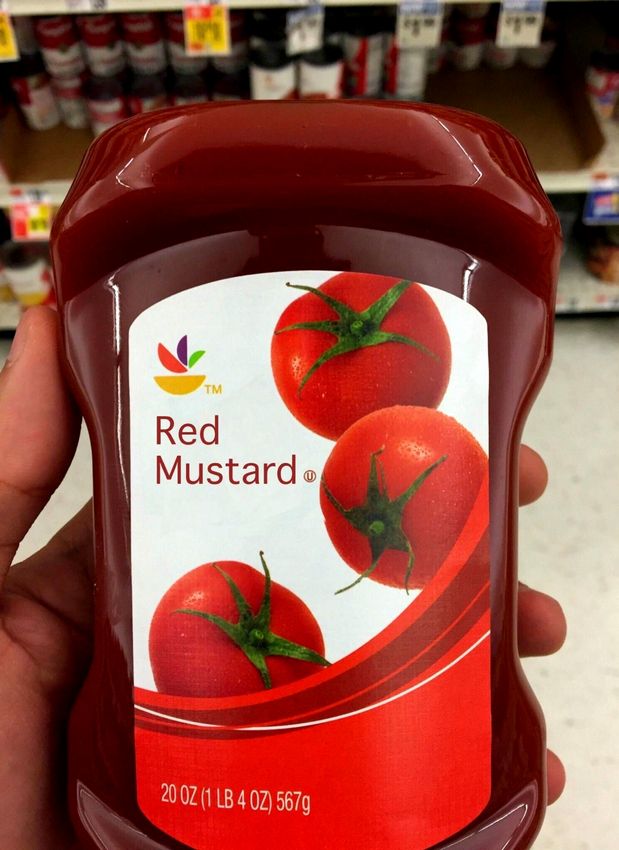 TM
Red
Mustard Ⓤ
20 OZ (1 LB 4 OZ) 567g